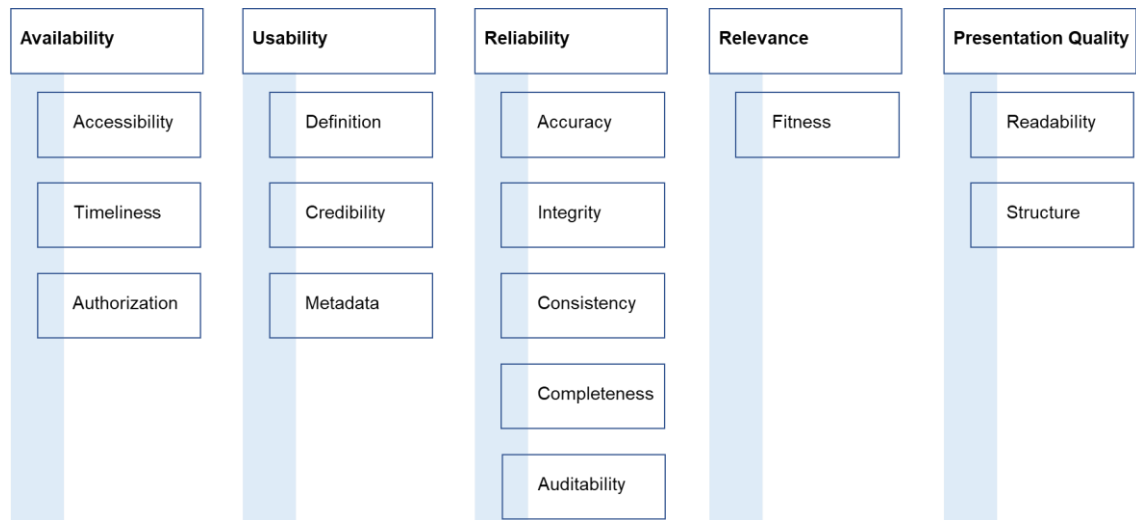 Availability
Accessibility
Timeliness
Authorization
Usability
Definition
Credibility
Metadata
Reliability
Accuracy
Integrity
Consistency
Completeness
Auditability
Relevance
Fitness
Presentation Quality
Readability
Structure